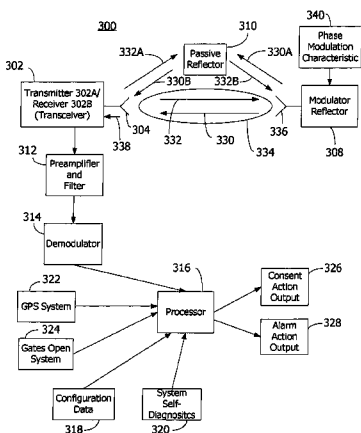 300
310
340
Passive
Reflector
Phase
Modulation
Characteristic
332A
330A
330B
332B
302
Transmitter 302A/
Receiver 302B
(Transceiver)
304
338
332
330
334
336
Modulator
Reflector
308
312
Preamplifier
and
Filter
314
Demodulator
322
GPS System
316
Processor
326
Consent
Action
Output
324
Gates Open
System
328
Alarm
Action
Output
Configuration
Data
318
System
Self-
Diagnositcs
320